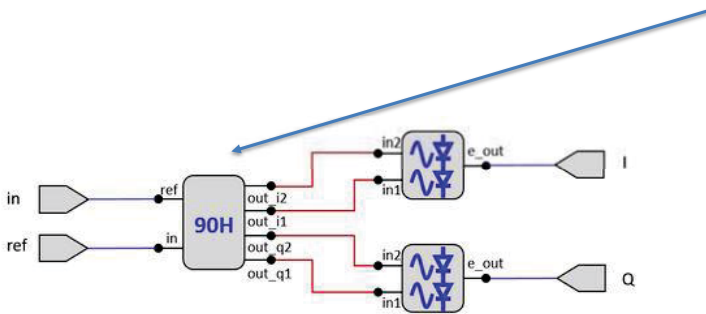 in
ref
ref
in
90H
out_i2
out_i1
out_q2
out_q1
in2
in1
e_out
I
in2
in1
e_out
Q